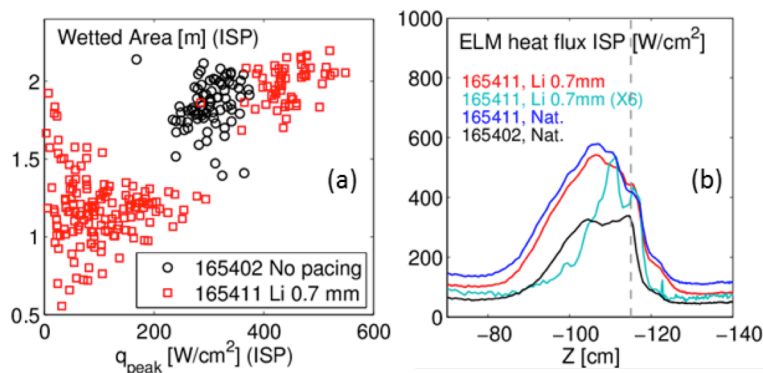 Wetted Area [m] (ISP)
2
1.5
1
0.5
0
200
400
600
(a)
165402 No pacing
165411 Li 0.7 mm
q_peak [W/cm²] (ISP)
1000
800
600
400
200
0
ELM heat flux ISP [W/cm²]
165411, Li 0.7mm
165411, Li 0.7mm (X6)
165411, Nat.
165402, Nat.
(b)
−80
−100
−120
−140
Z [cm]